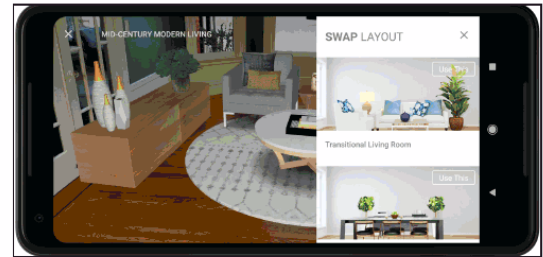 MID-CENTURY MODERN LIVING
SWAP LAYOUT
Use This
Transitional Living Room
Use This